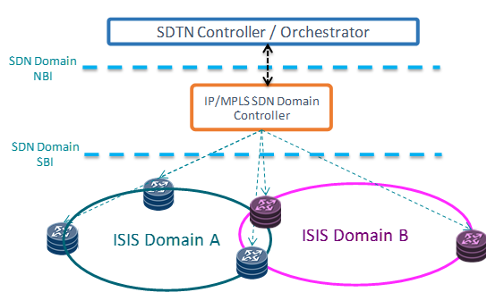 SDTN Controller / Orchestrator
SDN Domain
NBI
IP/MPLS SDN Domain
Controller
SDN Domain
SBI
ISIS Domain A
ISIS Domain B